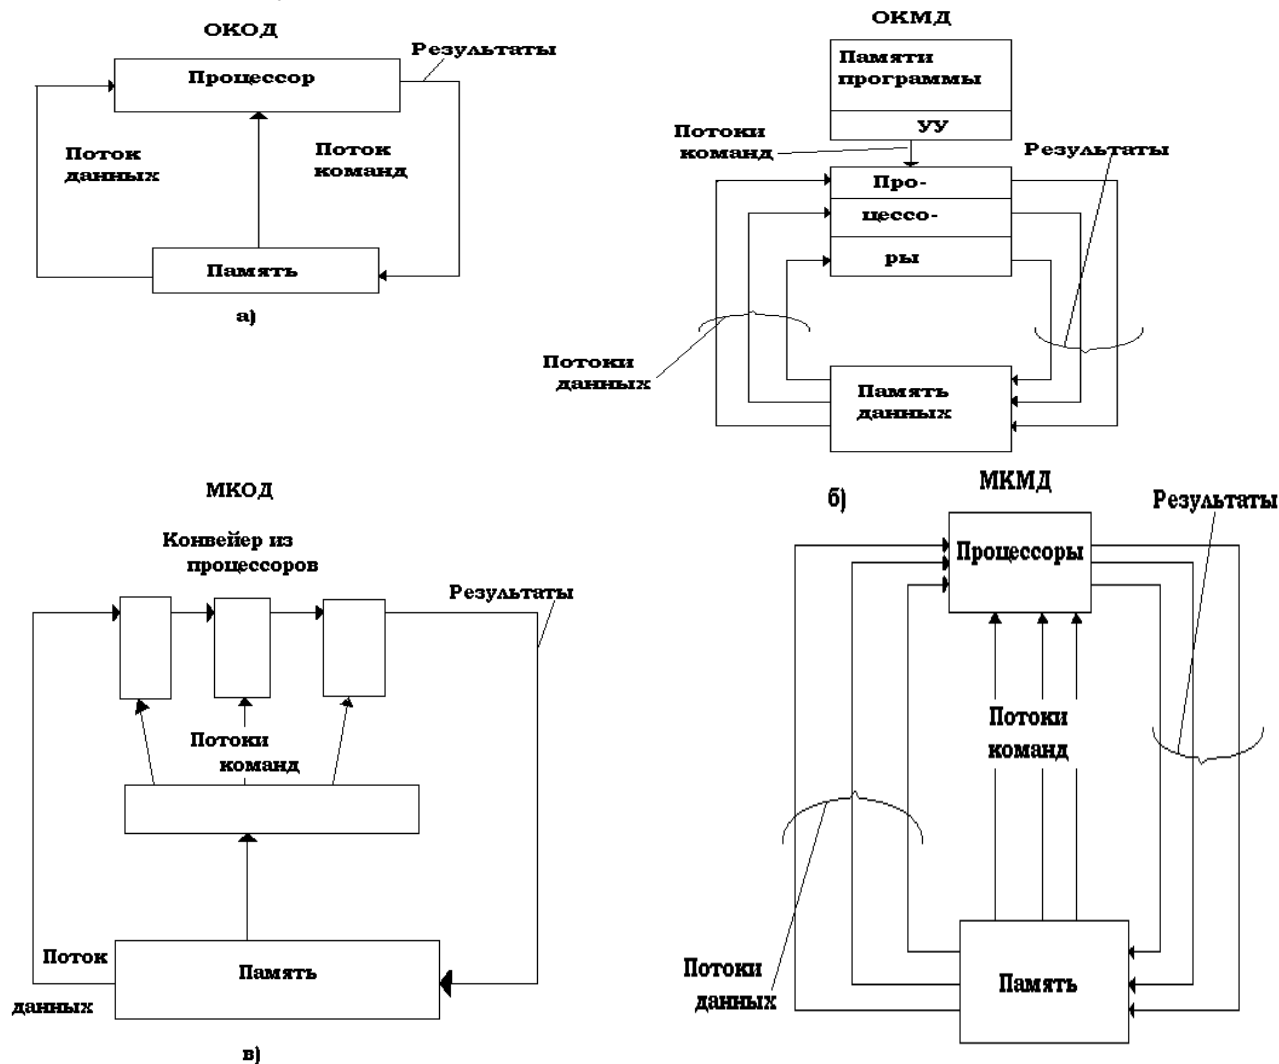 ОКОД
Результаты
Процессор
Поток
данных
Поток
команд
Память
а)
ОКМД
Памяти
программы
УУ
Потоки
команд
Результаты
Про-
цессо-
ры
Потоки
данных
Память
данных
б)
МКОД
Конвейер из
процессоров
Результаты
Потоки
команд
Поток
данных
Память
в)
МКМД
Результаты
Процессоры
Потоки
команд
Потоки
данных
Память